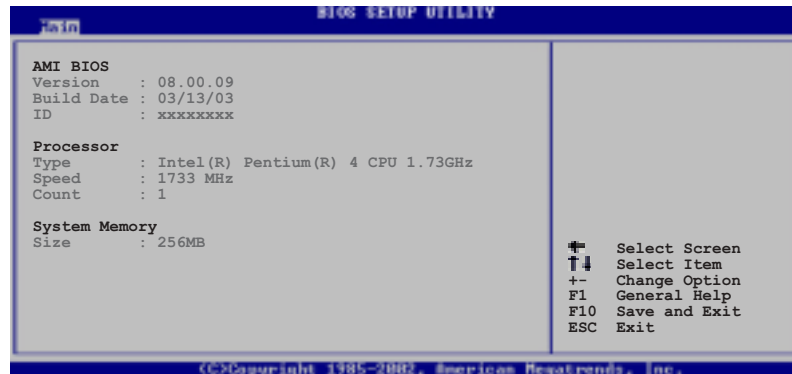 BIOS SETUP UTILITY
Main
AMI BIOS
Version : 08.00.09
Build Date : 03/13/03
ID : xxxxxxxx
Processor
Type : Intel(R) Pentium(R) 4 CPU 1.73GHz
Speed : 1733 MHz
Count : 1
System Memory
Size : 256MB
Select Screen
↑↓ Select Item
+- Change Option
F1 General Help
F10 Save and Exit
ESC Exit
(C)Copyright 1985-2002, American Megatrends, Inc.